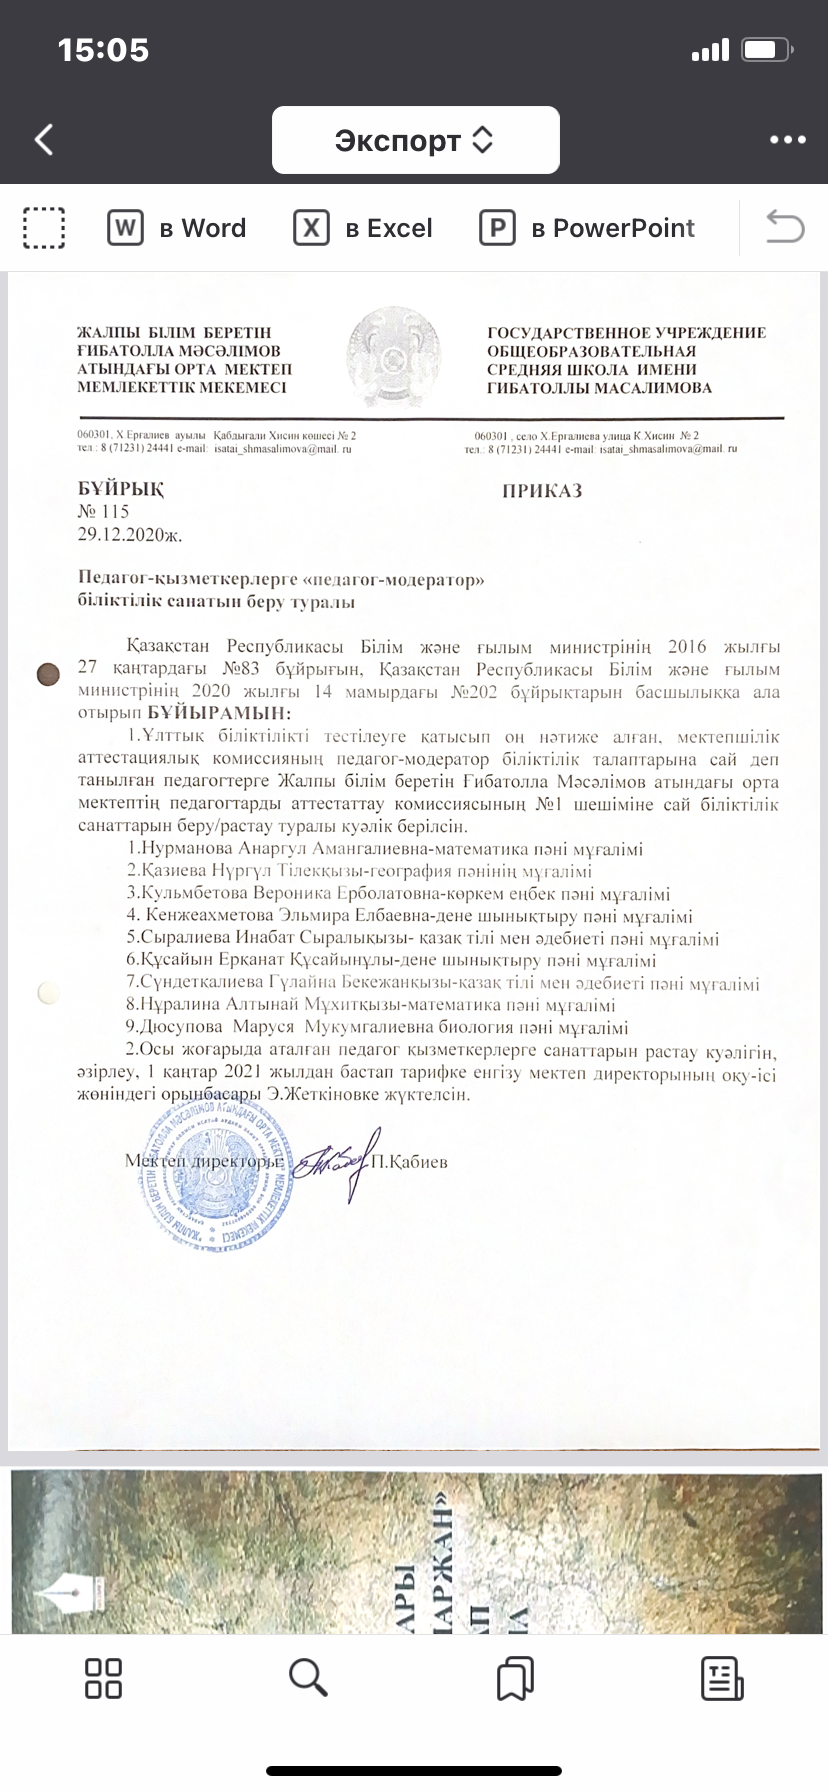 15:05
Экспорт
в Word
в Excel
в PowerPoint
ЖАЛПЫ БІЛІМ БЕРЕТІН
ҒИБАТОЛЛА МӘСӘЛІМОВ
АТЫНДАҒЫ ОРТА МЕКТЕП
МЕМЛЕКЕТТІК МЕКЕМЕСІ
ГОСУДАРСТВЕННОЕ УЧРЕЖДЕНИЕ
ОБЩЕОБРАЗОВАТЕЛЬНАЯ
СРЕДНЯЯ ШКОЛА ИМЕНИ
ГИБАТОЛЛЫ МАСАЛИМОВА
060301, Х.Ергалиев ауылы Қабдыгали Хисин көшесі № 2
тел.: 8 (71231) 24441 e-mail: isatai_shmasalimova@mail. ru
060301 , село Х.Ергалиева улица К.Хисин № 2
тел.: 8 (71231) 24441 e-mail: isatai_shmasalimova@mail. ru
БҰЙРЫҚ
ПРИКАЗ
№ 115
29.12.2020ж.
Педагог-қызметкерлерге «педагог-модератор»
біліктілік санатын беру туралы
Қазақстан Республикасы Білім және ғылым министрінің 2016 жылғы
27 қаңтардағы №83 бұйрығын, Қазақстан Республикасы Білім және ғылым
министрінің 2020 жылғы 14 мамырдағы №202 бұйрықтарын басшылыққа ала
отырып БҰЙЫРАМЫН:
1.Ұлттық біліктілікті тестілеуге қатысып оң нәтиже алған, мектепшілік
аттестациялық комиссияның педагог-модератор біліктілік талаптарына сай деп
танылған педагогтерге Жалпы білім беретін Ғибатолла Мәсәлімов атындағы орта
мектептің педагогтарды аттестаттау комиссиясының №1 шешіміне сай біліктілік
санаттарын беру/растау туралы куәлік берілсін.
1.Нурманова Анаргул Амангалиевна-математика пәні мұғалімі
2.Қазиева Нүргүл Тілекқызы-география пәнінің мұғалімі
3.Кульмбетова Вероника Ерболатовна-көркем еңбек пәні мұғалімі
4. Кенжеахметова Эльмира Елбаевна-дене шынықтыру пәні мұғалімі
5.Сыралиева Инабат Сыралықызы- қазақ тілі мен әдебиеті пәні мұғалімі
6.Құсайын Ерқанат Құсайынұлы-дене шынықтыру пәні мұғалімі
7.Сүндетқалиева Гүлайна Бекежанқызы-қазақ тілі мен әдебиеті пәні мұғалімі
8.Нұралина Алтынай Мұхитқызы-математика пәні мұғалімі
9.Дюсупова Маруся Мукумгалиевна биология пәні мұғалімі
2.Осы жоғарыда аталған педагог қызметкерлерге санаттарын растау куәлігін,
әзірлеу, 1 қаңтар 2021 жылдан бастап тарифке енгізу мектеп директорының оқу-ісі
жөніндегі орынбасары Э.Жеткіновке жүктелсін.
Мектеп директоры:
П.Қабиев
АРЫ
АРЖАН»